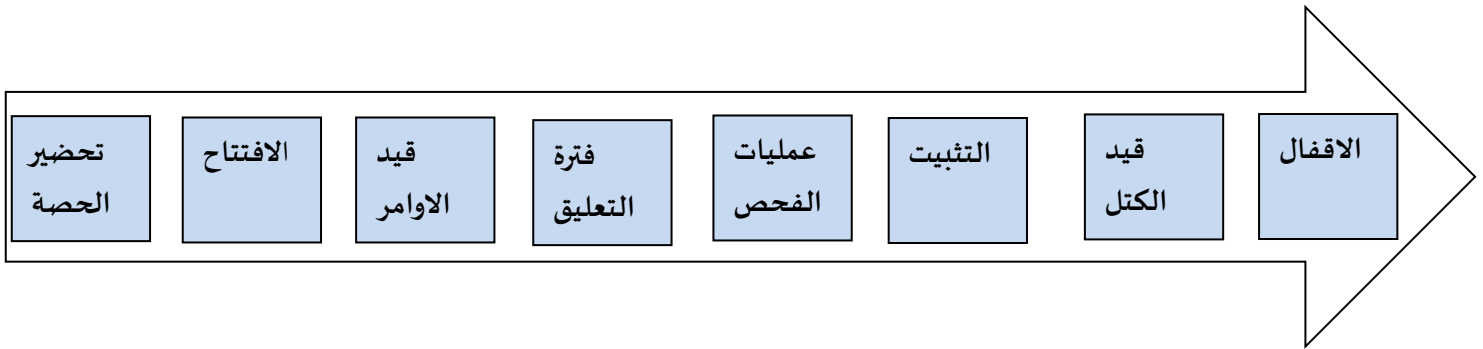 تحضير
الحصة
الافتتاح
قيد
الاوامر
فترة
التعليق
عمليات
الفحص
التثبيت
قيد
الكتل
الاقفال